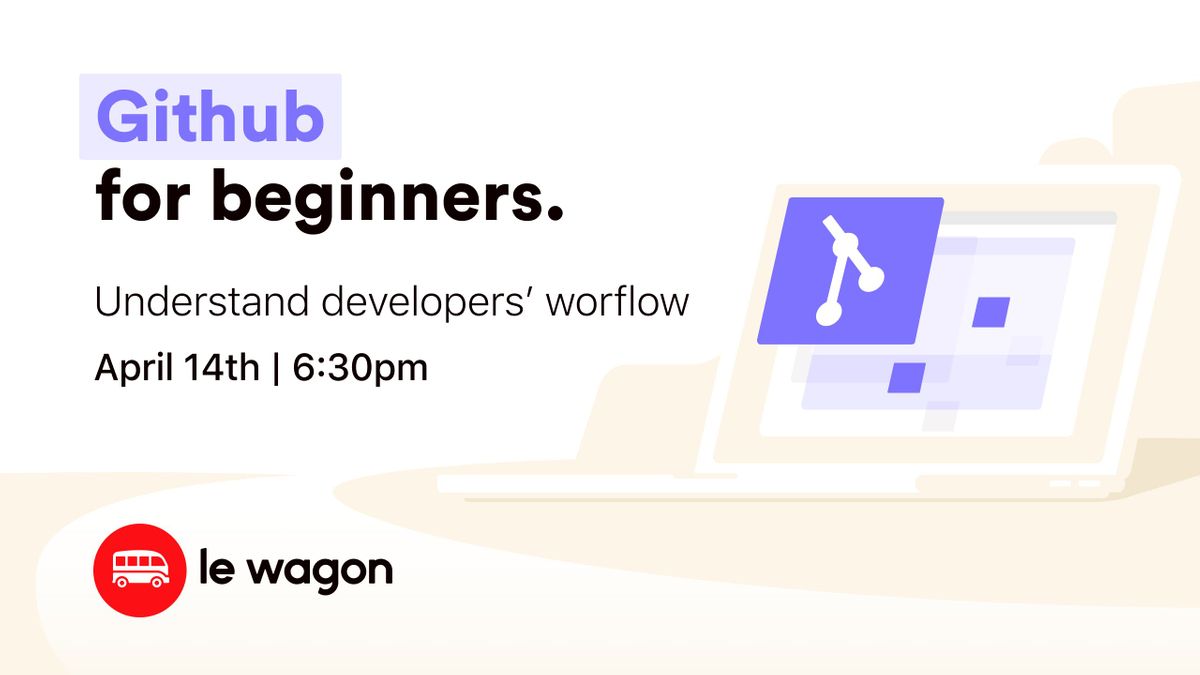 Github
for beginners.
Understand developers’ worflow
April 14th | 6:30pm
le wagon